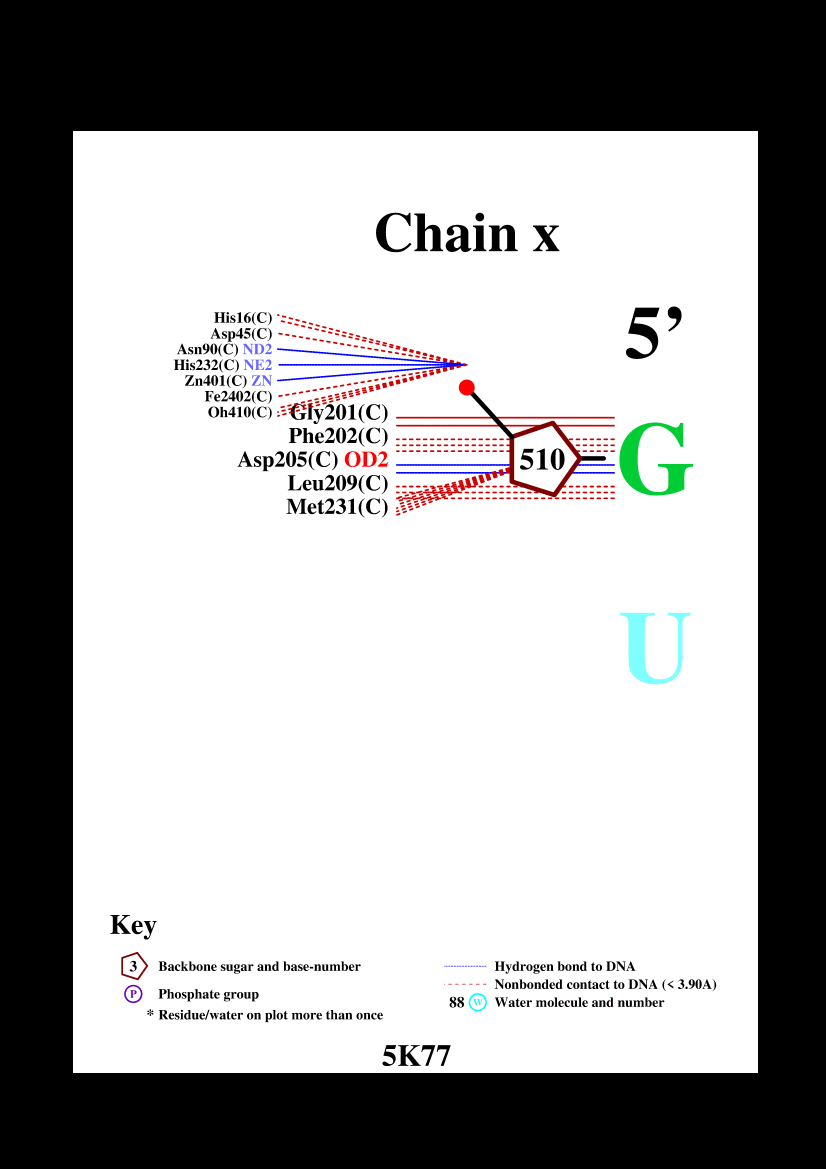 Chain x
5’
His16(C)
Asp45(C)
Asn90(C) ND2
His232(C) NE2
Zn401(C) ZN
Fe2402(C)
Oh410(C)
Gly201(C)
Phe202(C)
Asp205(C) OD2
Leu209(C)
Met231(C)
510
G
U
Key
3 Backbone sugar and base-number
P Phosphate group
* Residue/water on plot more than once
Hydrogen bond to DNA
Nonbonded contact to DNA (< 3.90A)
88 W Water molecule and number
5K77